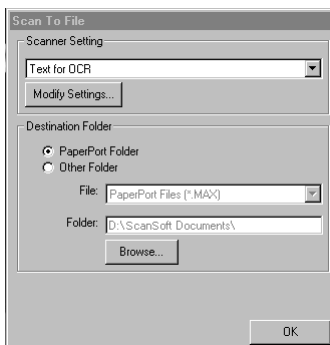 Scan To File
Scanner Setting
Text for OCR
Modify Settings...
Destination Folder
PaperPort Folder
Other Folder
File: PaperPort Files (*.MAX)
Folder: D:\ScanSoft Documents\
Browse...
OK